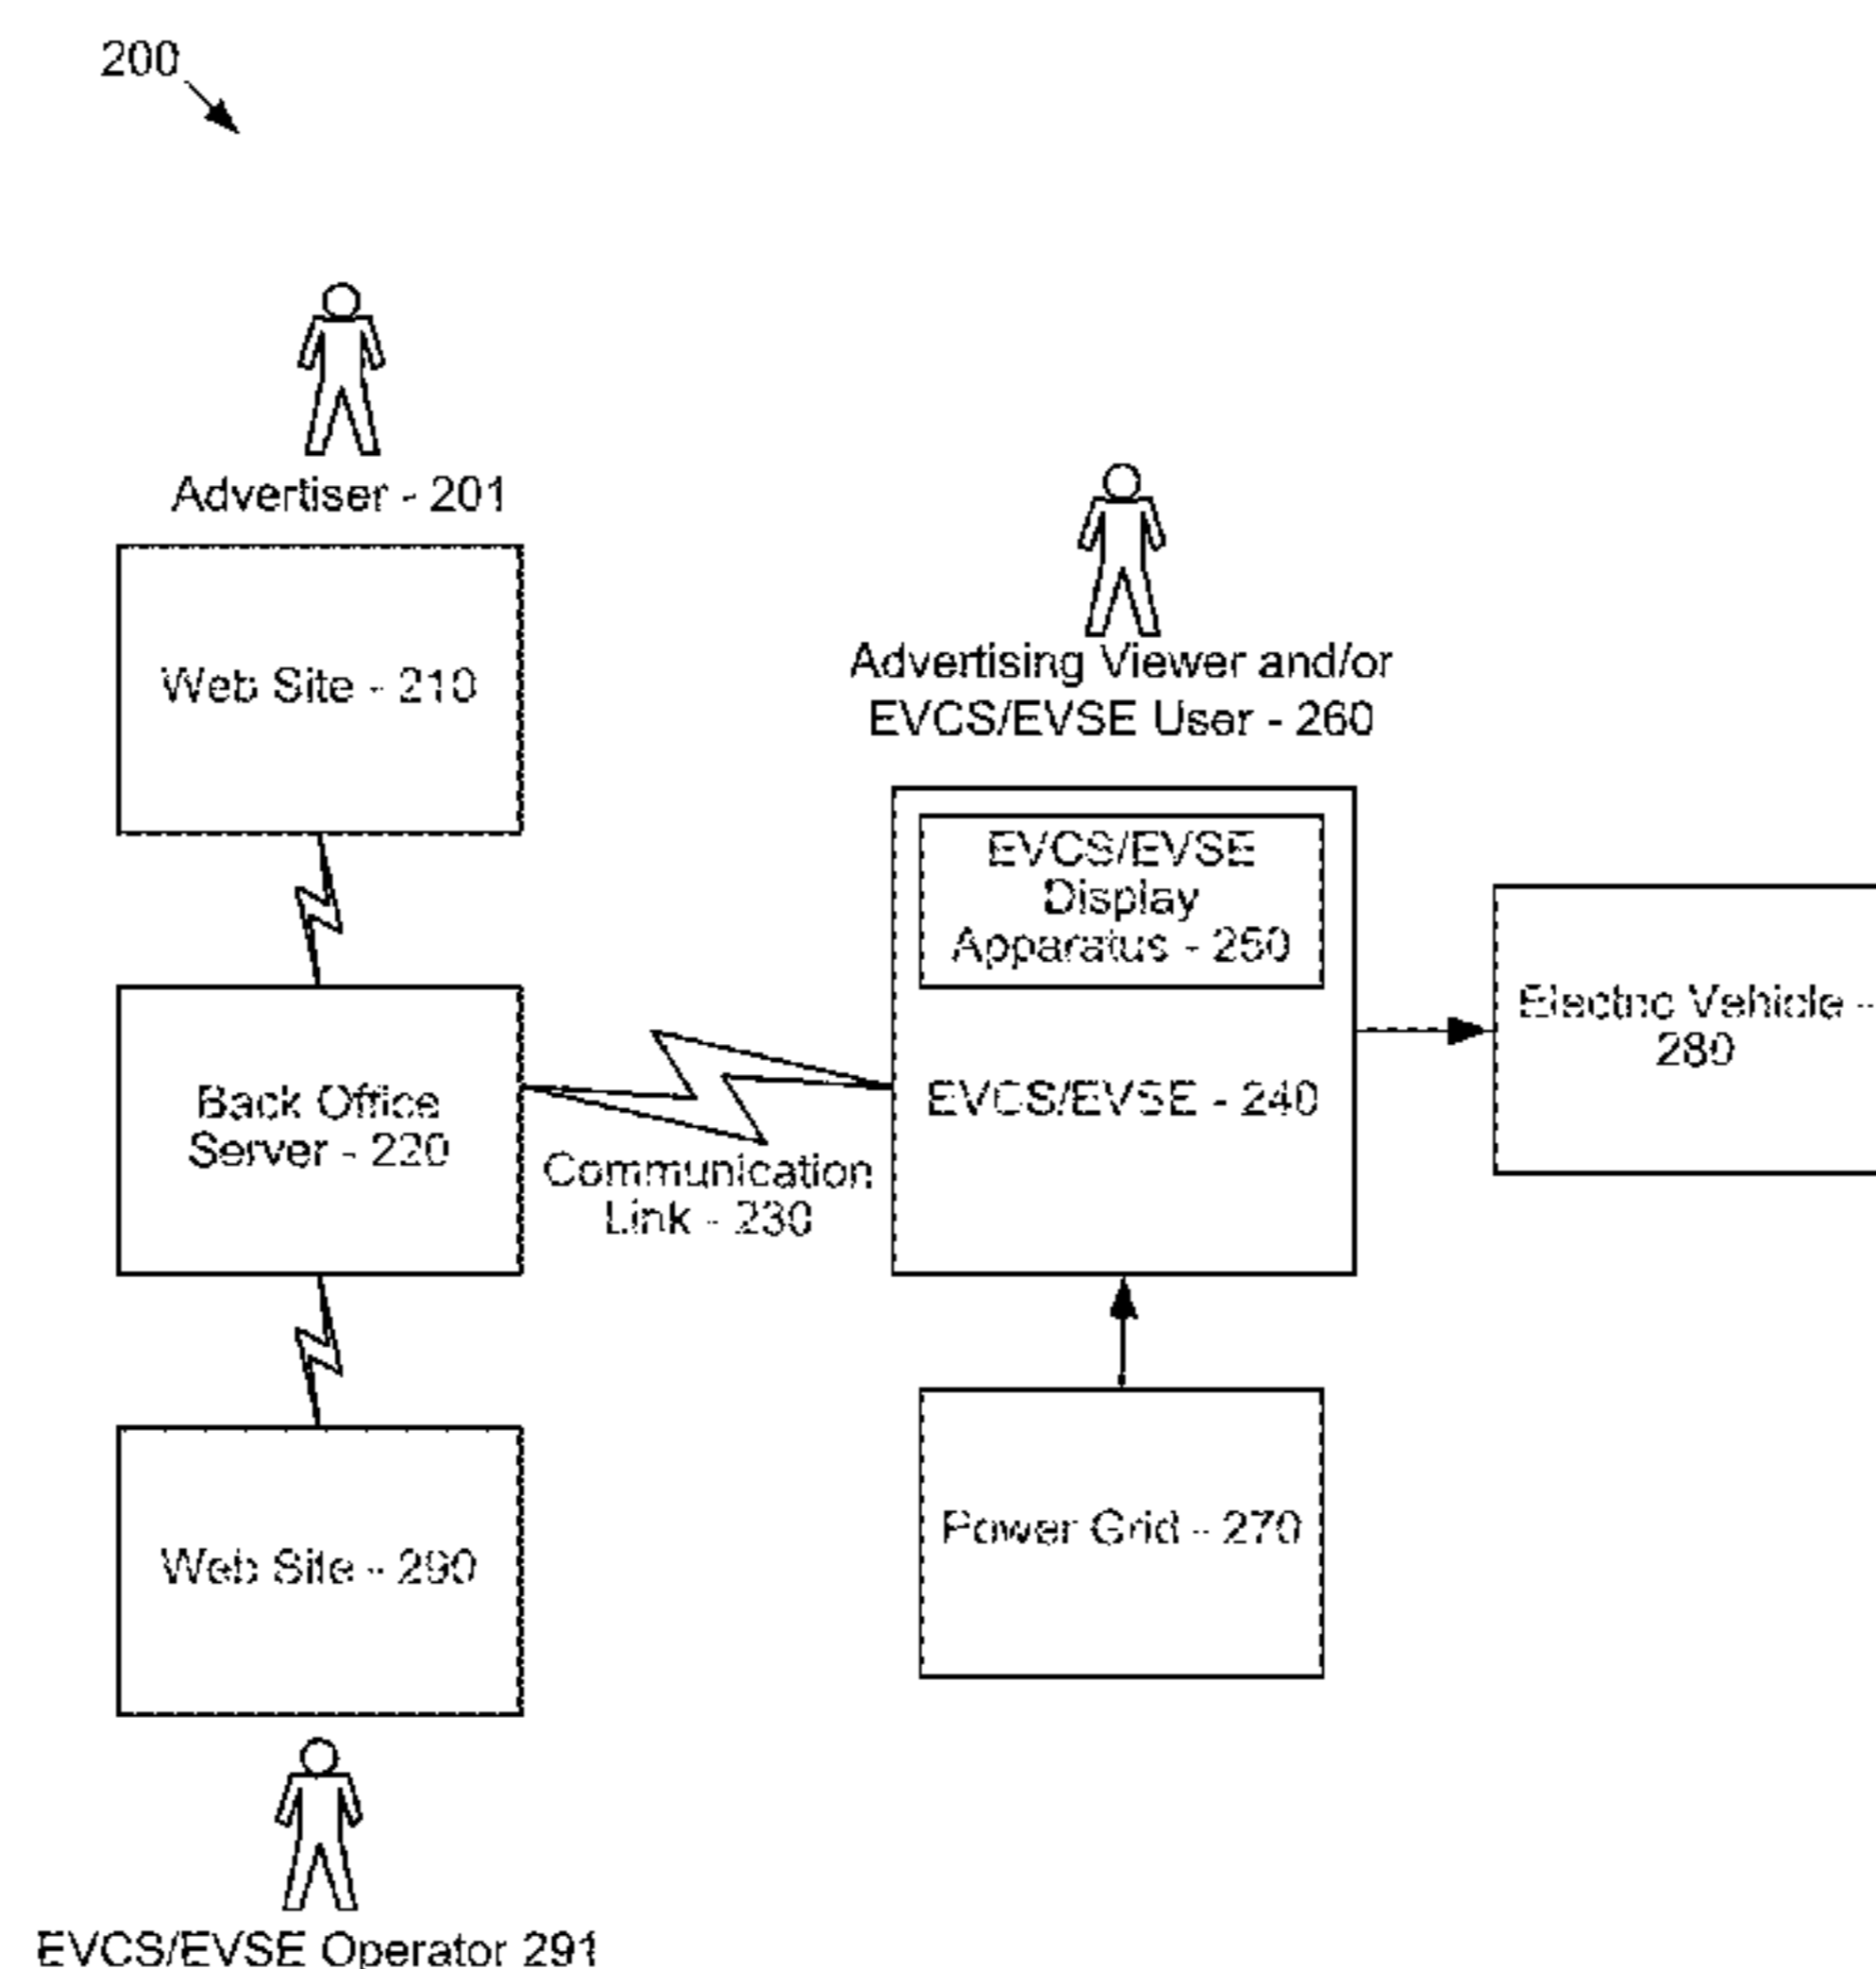 200
Advertiser - 201
Web Site - 210
Advertising Viewer and/or
EVCS/EVSE User - 260
EVCS/EVSE
Display
Apparatus - 250
Electric Vehicle -
280
EVCS/EVSE - 240
Back Office
Server - 220
Communication
Link - 230
Power Grid - 270
Web Site - 290
EVCS/EVSE Operator 291